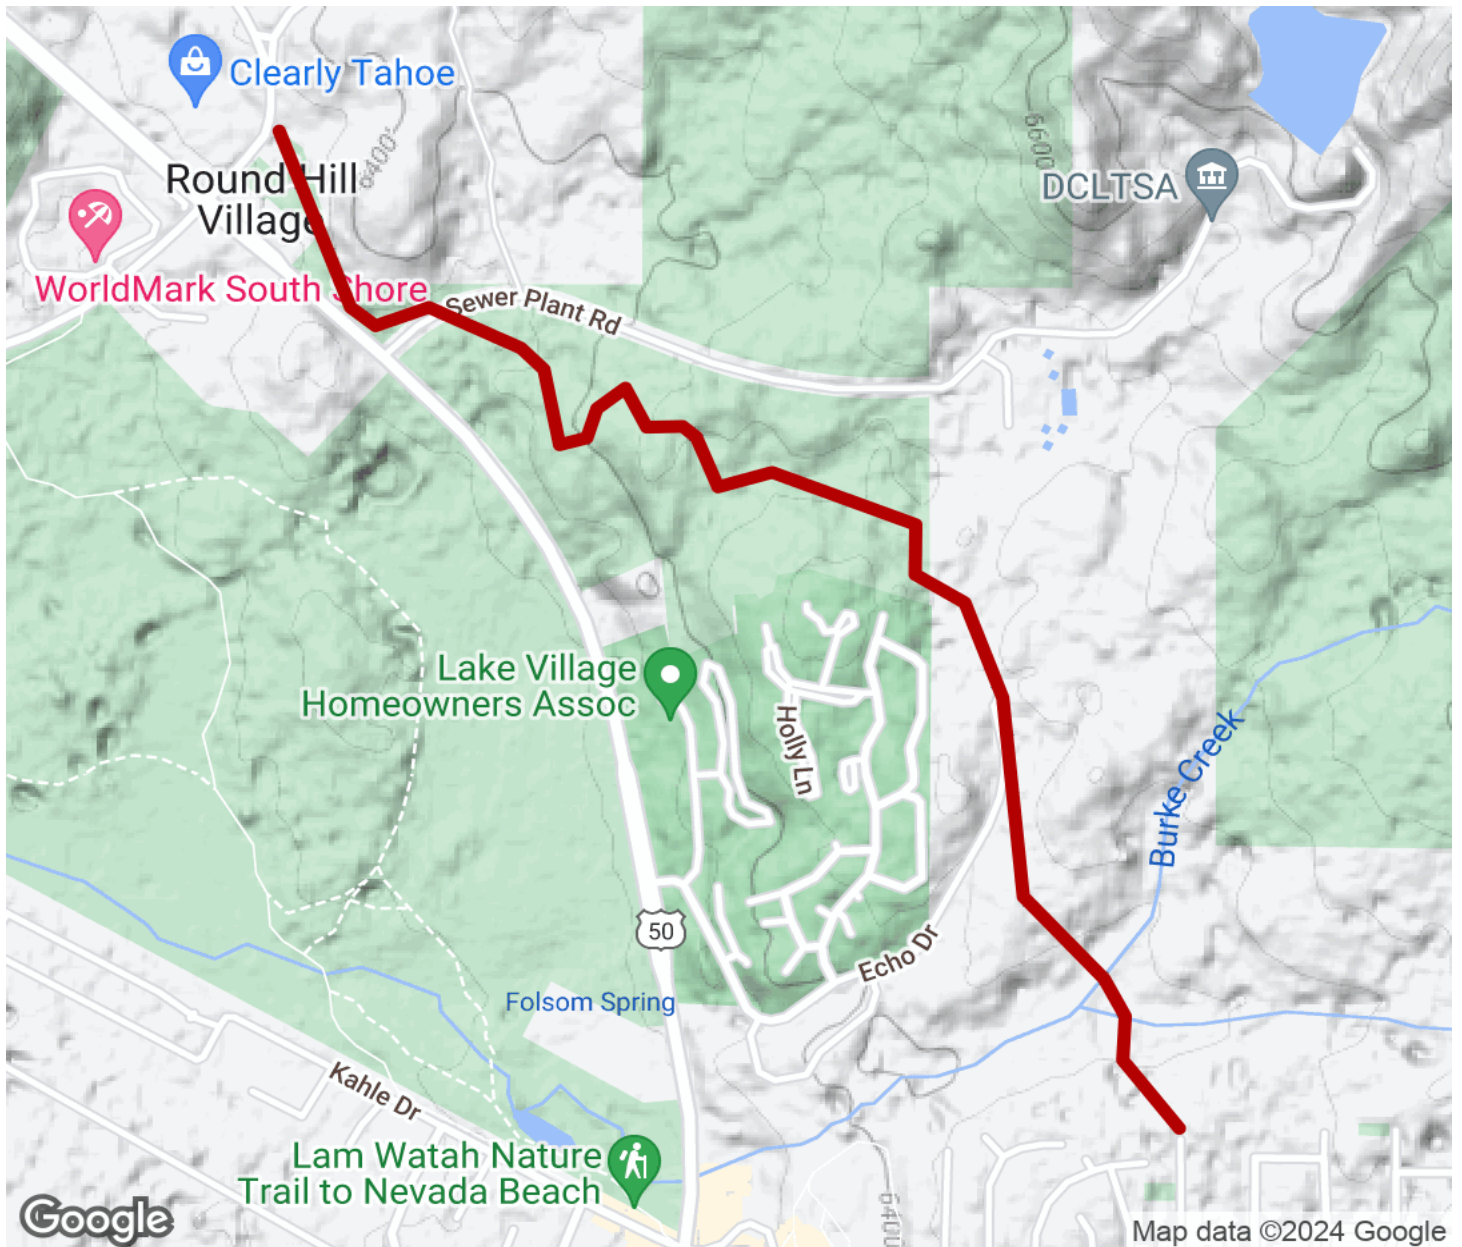 Clearly Tahoe
6400'
6600
Round Hill
Village
DCLTSA
WorldMark South Shore
Sewer Plant Rd
Lake Village
Homeowners Assoc
Holly Ln
Burke Creek
50
Echo Dr
Folsom Spring
Kahle Dr
Lam Watah Nature
Trail to Nevada Beach
6400
Google
Map data ©2024 Google